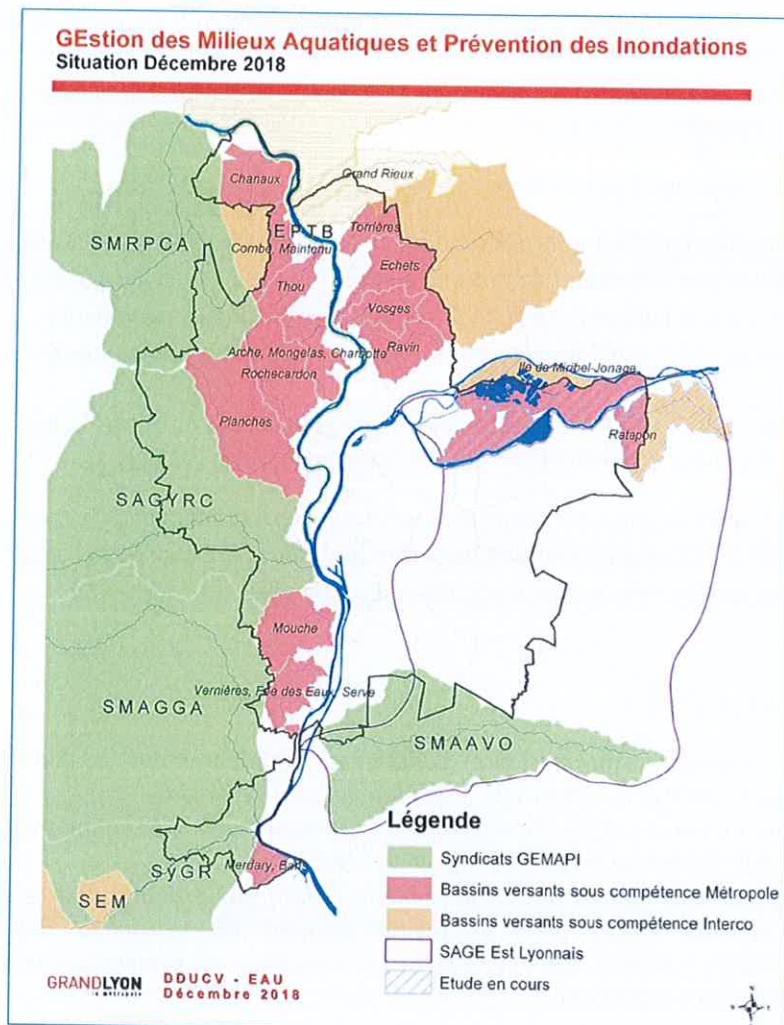 GEstion des Milieux Aquatiques et Prévention des Inondations
Situation Décembre 2018
Chanaux
Grand Rieux
SMRPCA
EPTB
Torrières
Combe, Maintenu
Echets
Thou
Vosges
Arche, Mongelas, Charbotte
Ravin
Rochecardon
Ile de Miribel-Jonage
Planches
Ratapon
SAGYRC
Mouche
SMAGGA
Vernières, Fée des Eaux, Serve
SMAAVO
SyGR
Merdary,
SEM
Légende
Syndicats GEMAPI
Bassins versants sous compétence Métropole
Bassins versants sous compétence Interco
SAGE Est Lyonnais
Etude en cours
GRANDLYON
la métropole
DDUCV - EAU
Décembre 2018